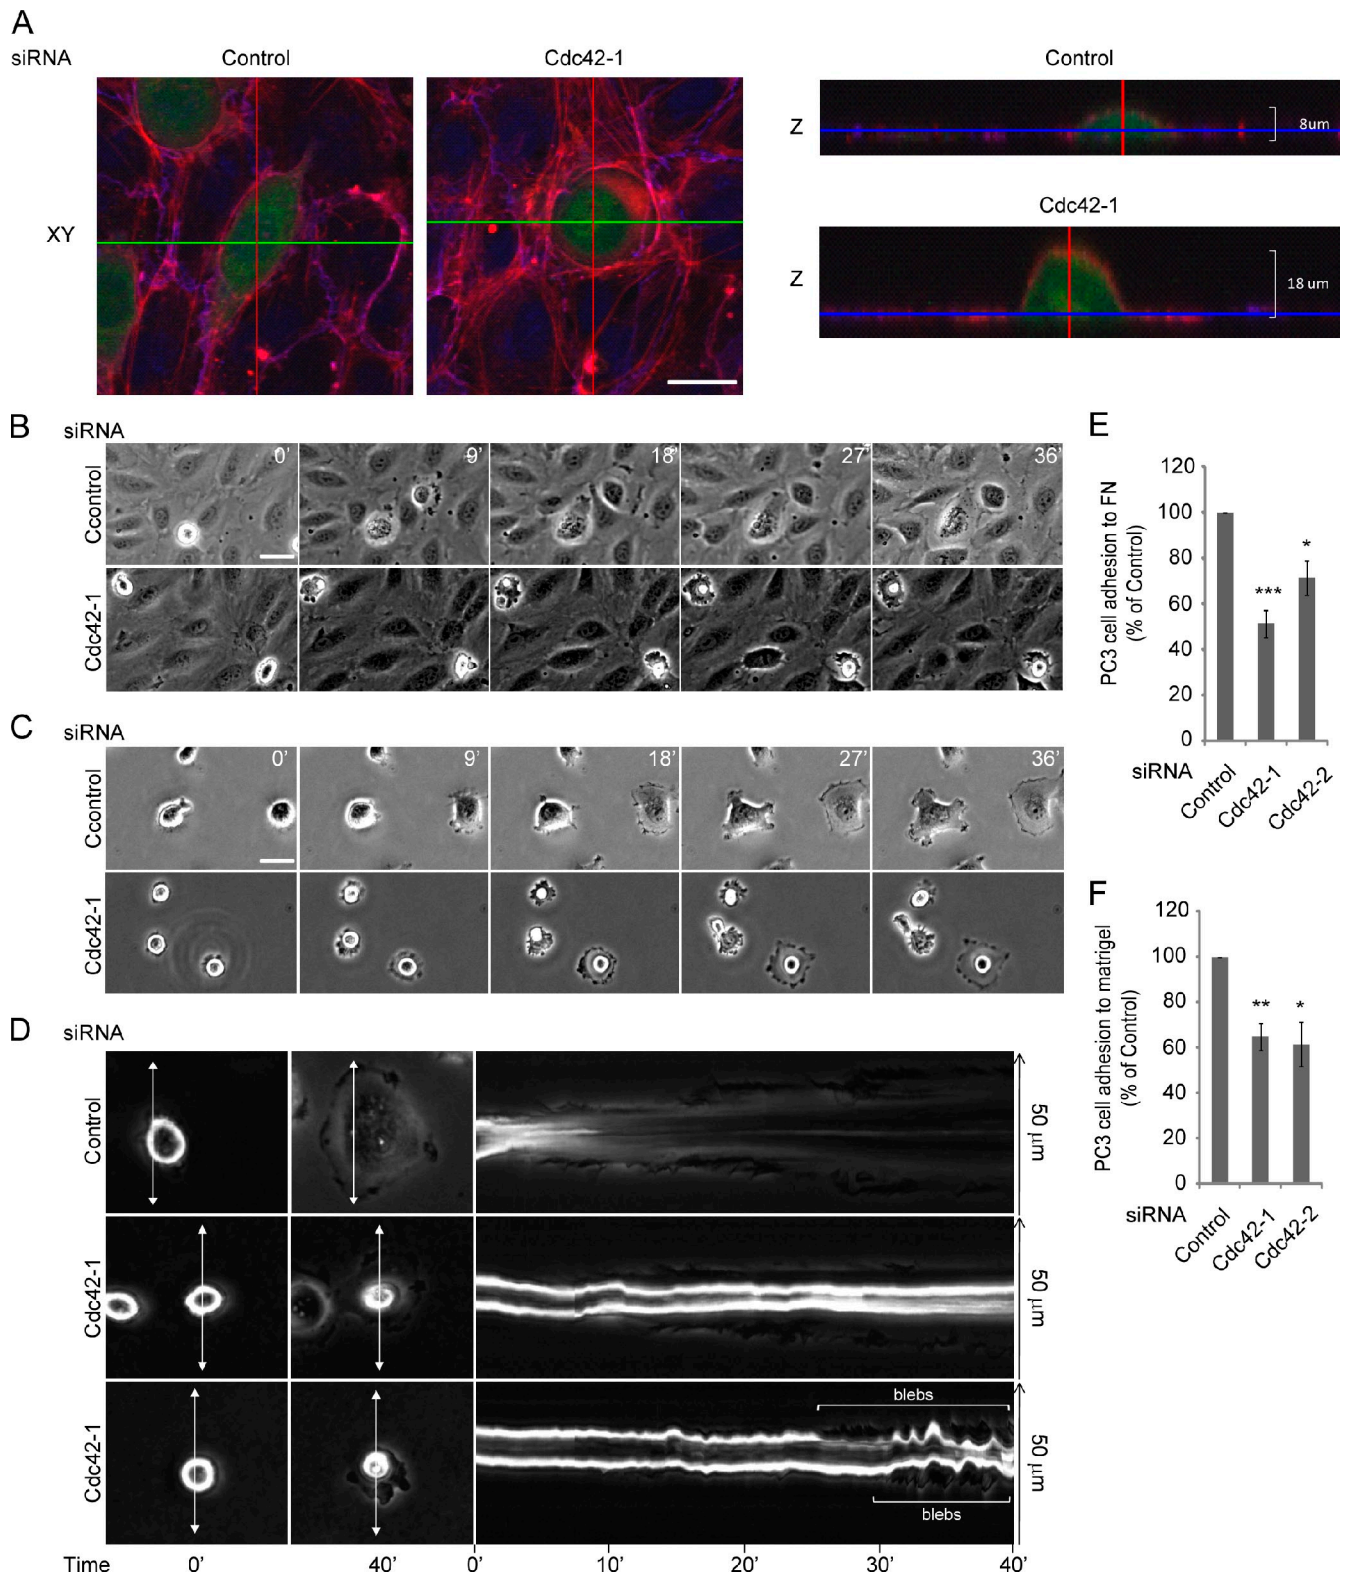 A
siRNA
Control
Cdc42-1
Control
XY
Z
8um
Cdc42-1
Z
18 um
B
siRNA
Ccontrol
0'
9'
18'
27'
36'
Cdc42-1
C
siRNA
Ccontrol
0'
9'
18'
27'
36'
Cdc42-1
D
siRNA
Control
50 μm
Cdc42-1
50 μm
Cdc42-1
blebs
blebs
50 μm
Time
0'
40'
0'
10'
20'
30'
40'
E
PC3 cell adhesion to FN
(% of Control)
120
100
80
60
40
20
0
***
*
siRNA
Control
Cdc42-1
Cdc42-2
F
PC3 cell adhesion to matrigel
(% of Control)
120
100
80
60
40
20
0
**
*
siRNA
Control
Cdc42-1
Cdc42-2